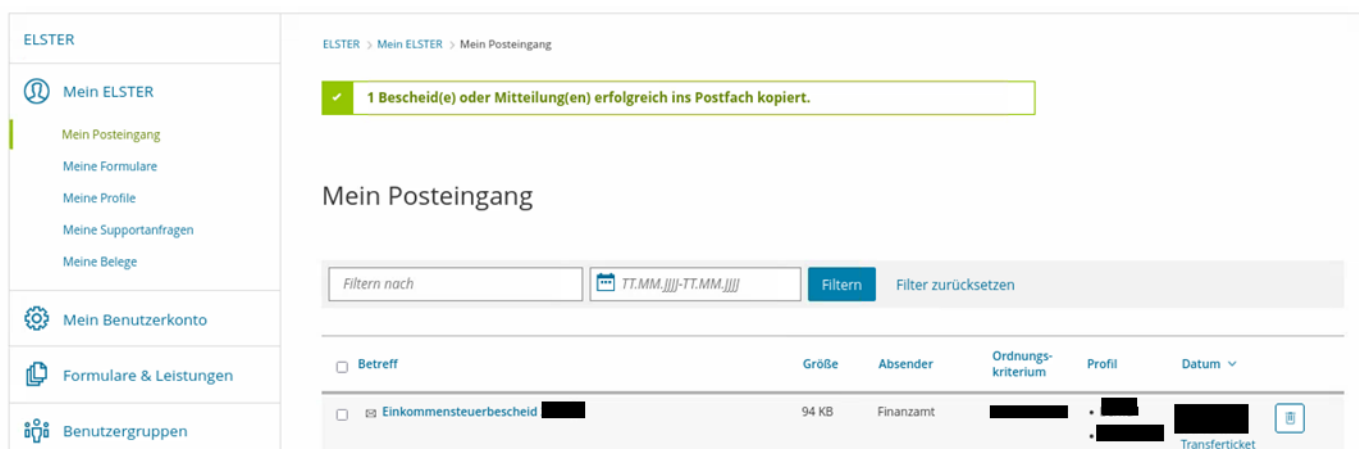 ELSTER
ELSTER > Mein ELSTER > Mein Posteingang
Mein ELSTER
1 Bescheid(e) oder Mitteilung(en) erfolgreich ins Postfach kopiert.
Mein Posteingang
Meine Formulare
Meine Profile
Meine Supportanfragen
Meine Belege
Mein Benutzerkonto
Formulare & Leistungen
Benutzergruppen
Mein Posteingang
Filtern nach
TT.MM.JJJJ-TT.MM.JJJJ
Filtern
Filter zurücksetzen
Betreff
Größe
Absender
Ordnungs-
kriterium
Profil
Datum
Einkommensteuerbescheid
94 KB
Finanzamt
Transferticket